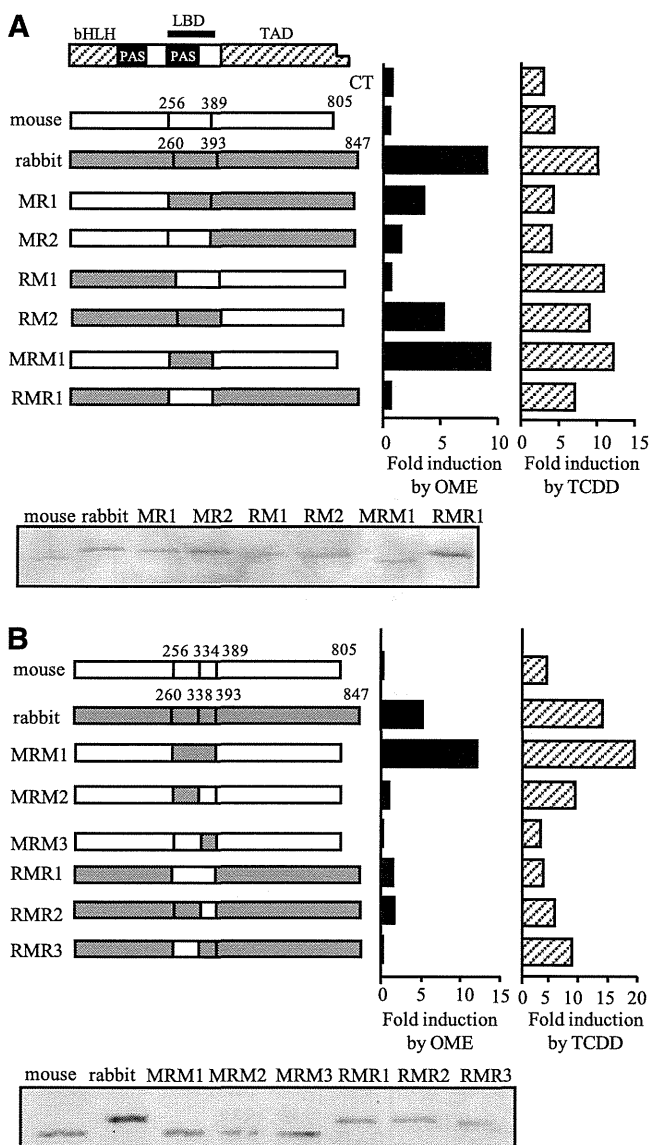 A
LBD
bHLH
TAD
PAS PAS
CT
256 389 805
mouse
260 393 847
rabbit
MR1
MR2
RM1
RM2
MRM1
RMR1
0 5 10 0 5 10 15
Fold induction Fold induction
by OME by TCDD
mouse rabbit MR1 MR2 RM1 RM2 MRM1 RMR1
B
256 334 389 805
mouse
260 338 393 847
rabbit
MRM1
MRM2
MRM3
RMR1
RMR2
RMR3
0 5 10 15 0 5 10 15 20
Fold induction Fold induction
by OME by TCDD
mouse rabbit MRM1 MRM2 MRM3 RMR1 RMR2 RMR3